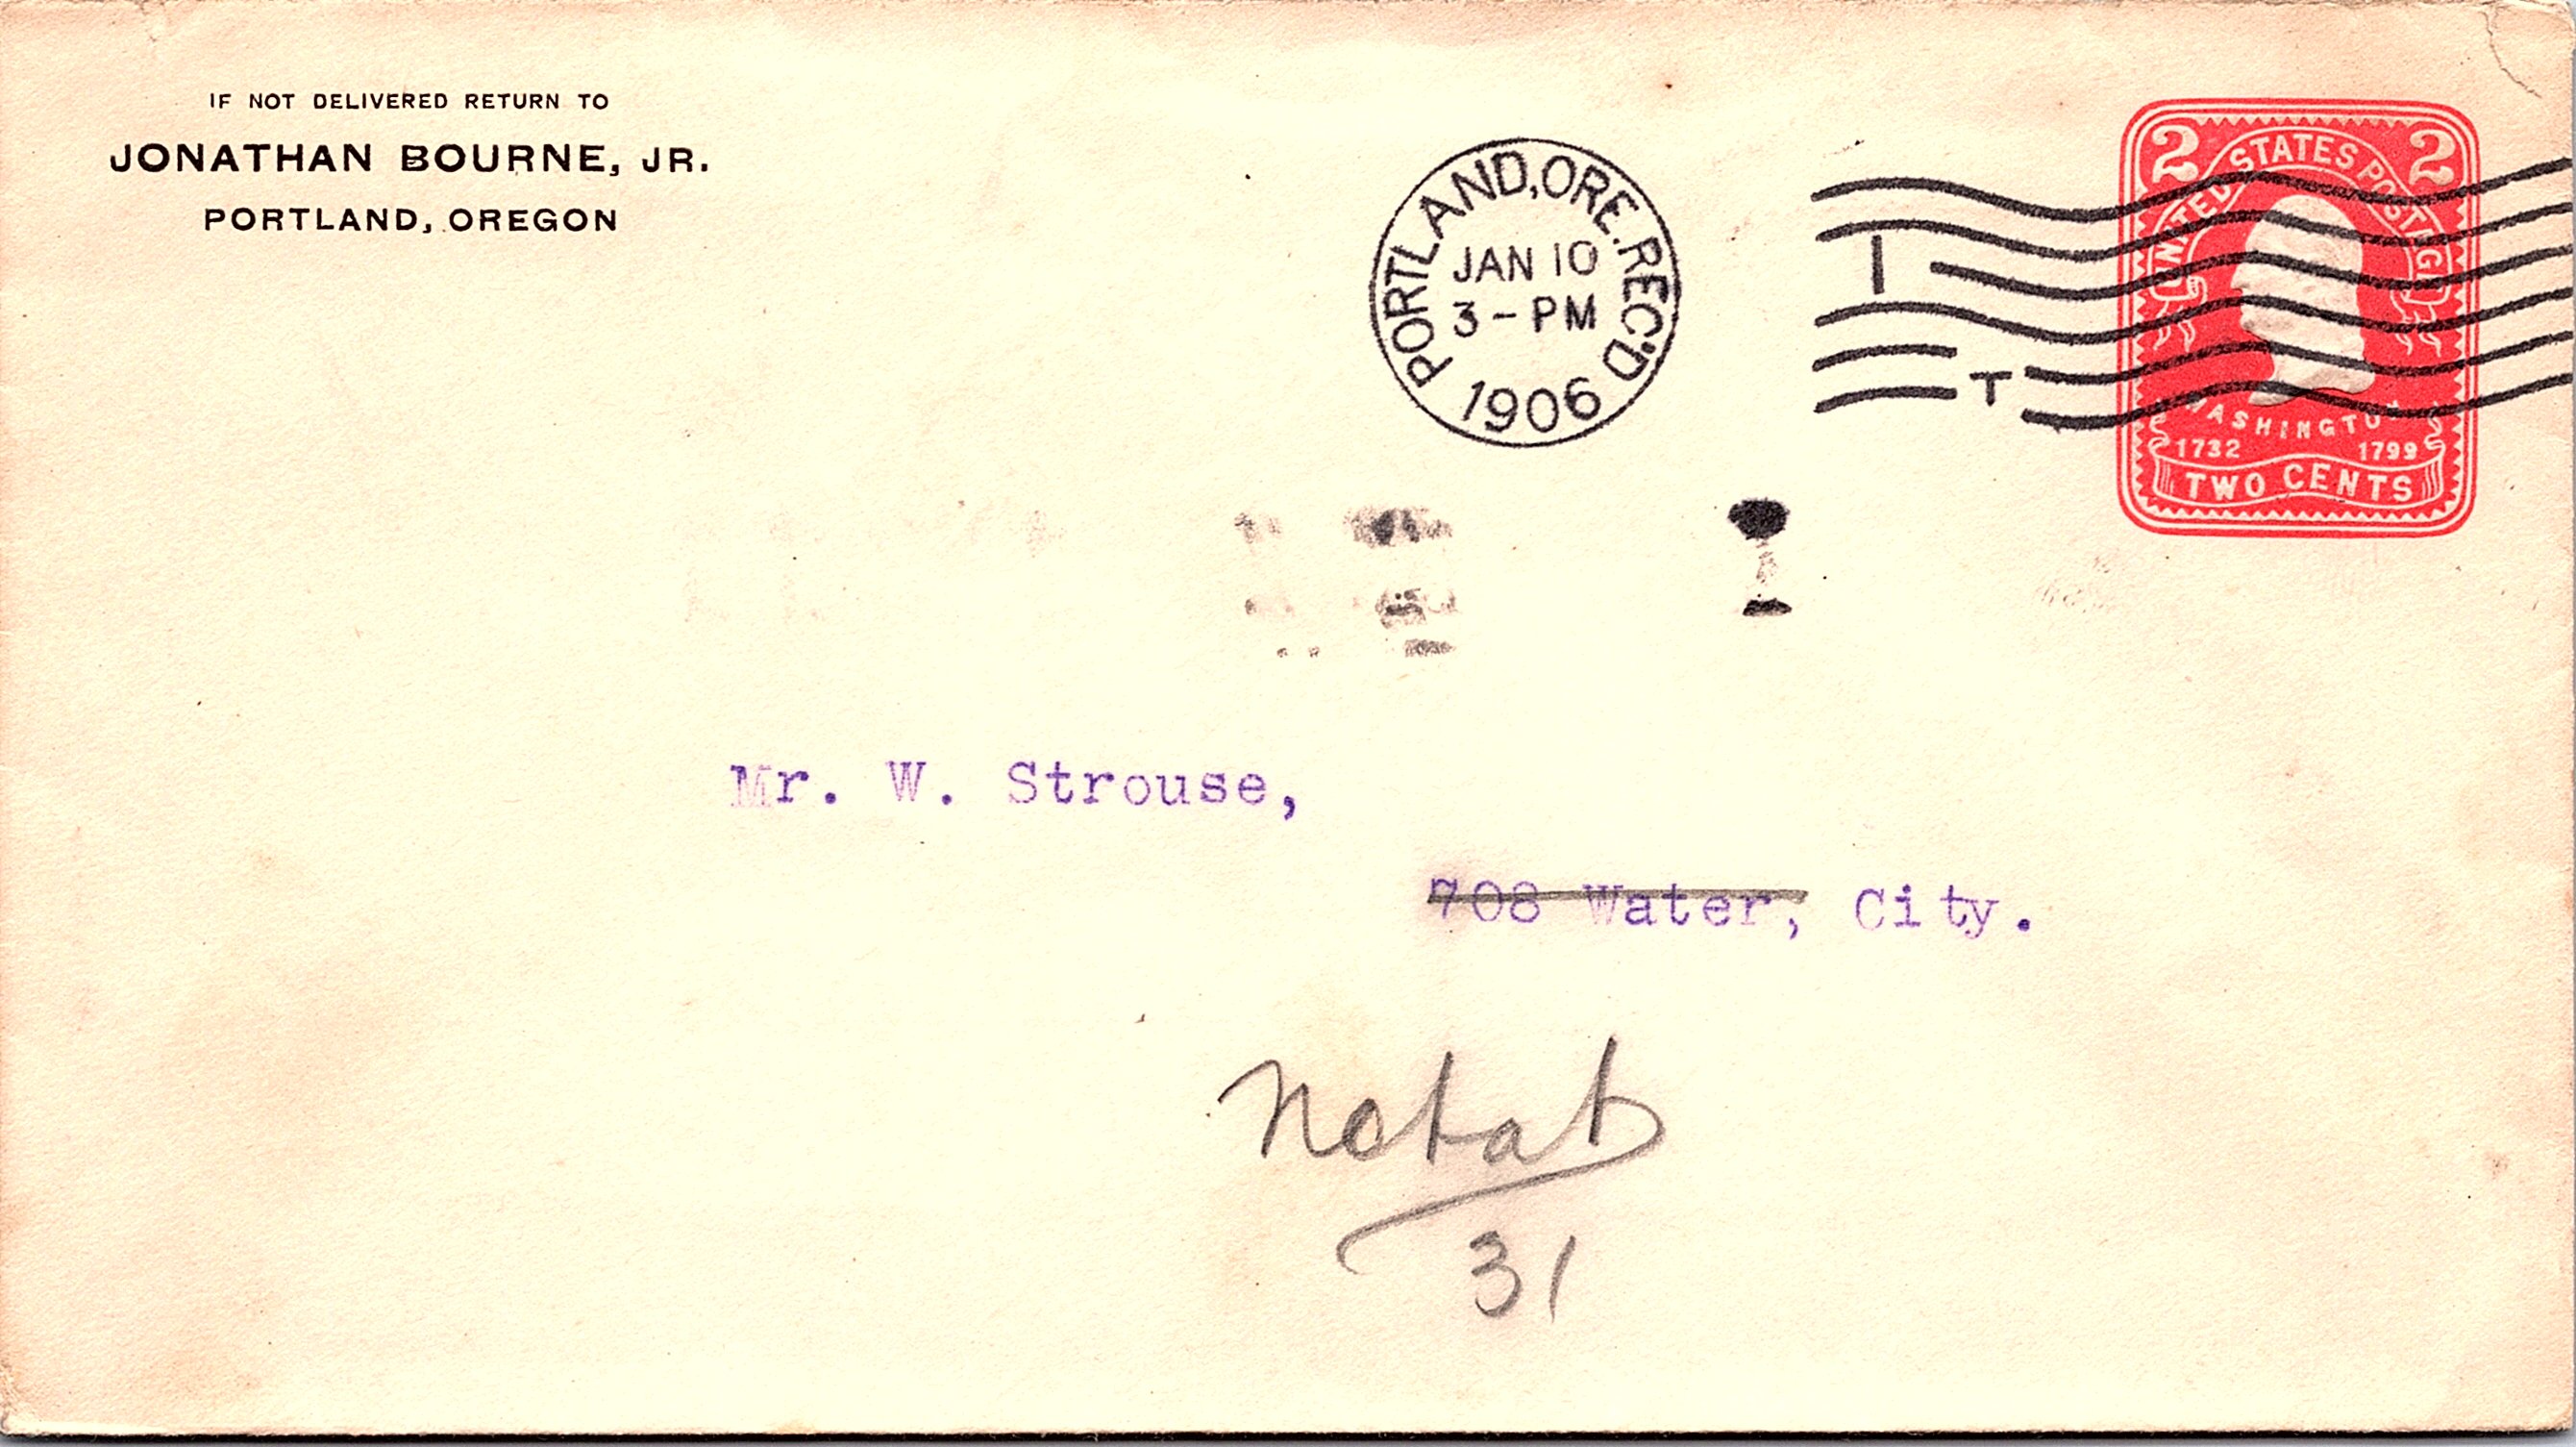 IF NOT DELIVERED RETURN TO
JONATHAN BOURNE, JR.
PORTLAND, OREGON
PORTLAND, ORE. REC'D
JAN 10
3 - PM
1906
I
T
2 2
UNITED STATES POSTAGE
WASHINGTON
1732 1799
TWO CENTS
Mr. W. Strouse,
708 Water, City.
Not at
31